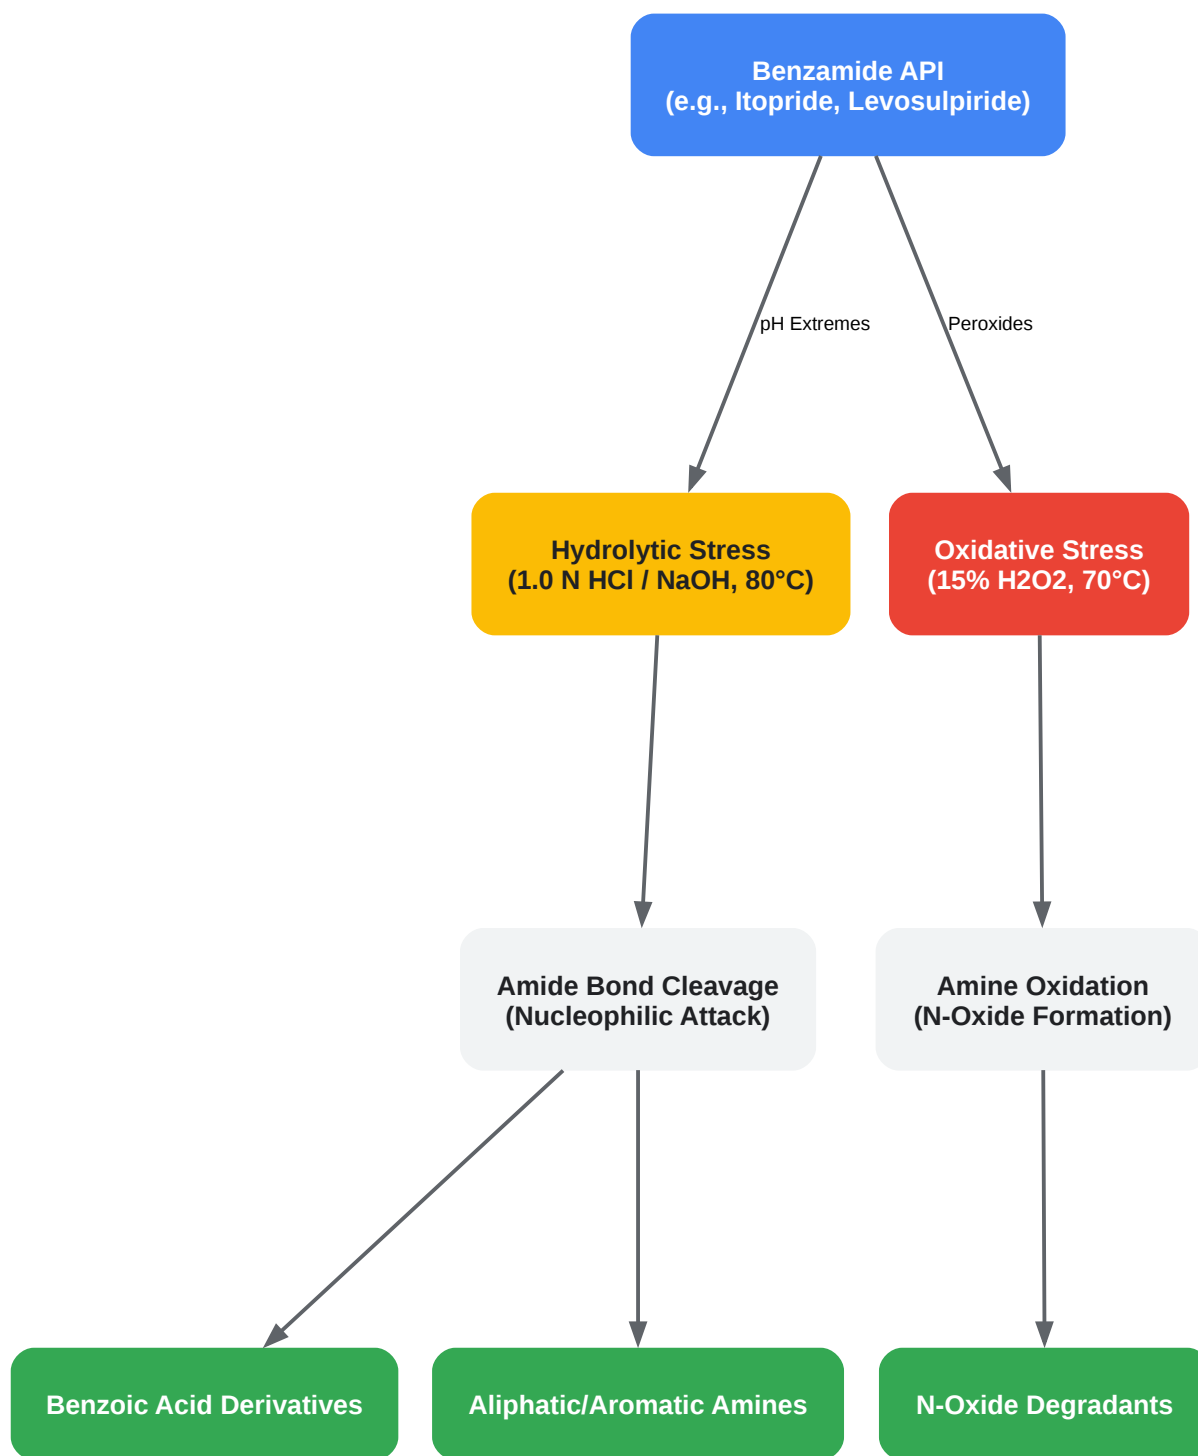 Benzamide API
(e.g., Itopride, Levosulpiride)
pH Extremes
Peroxides
Hydrolytic Stress
(1.0 N HCl / NaOH, 80°C)
Oxidative Stress
(15% H2O2, 70°C)
Amide Bond Cleavage
(Nucleophilic Attack)
Amine Oxidation
(N-Oxide Formation)
Benzoic Acid Derivatives
Aliphatic/Aromatic Amines
N-Oxide Degradants